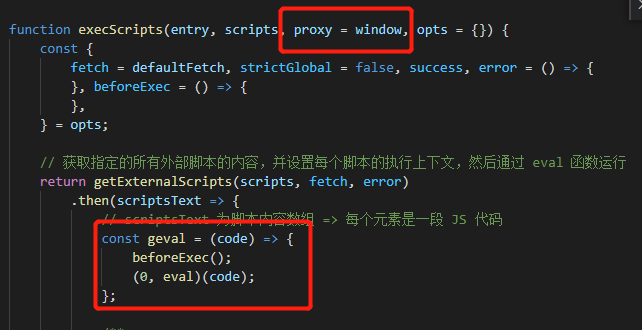 function execScripts(entry, scripts, proxy = window, opts = {}) {
const {
fetch = defaultFetch, strictGlobal = false, success, error = () => {
}, beforeExec = () => {
},
} = opts;
// 获取指定的所有外部脚本的内容，并设置每个脚本的执行上下文，然后通过 eval 函数运行
return getExternalScripts(scripts, fetch, error)
.then(scriptsText => {
// scriptsText 为脚本内容数组 => 每个元素是一段 JS 代码
const geval = (code) => {
beforeExec();
(0, eval)(code);
};